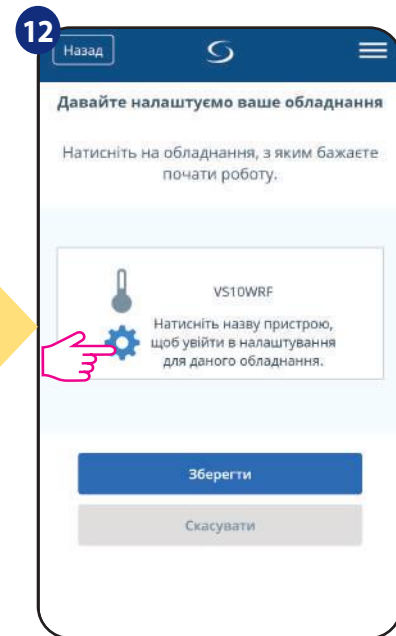 12
Назад
Давайте налаштуємо ваше обладнання
Натисніть на обладнання, з яким бажаєте
почати роботу.
VS10WRF
Натисніть назву пристрою,
щоб увійти в налаштування
для даного обладнання.
Зберегти
Скасувати